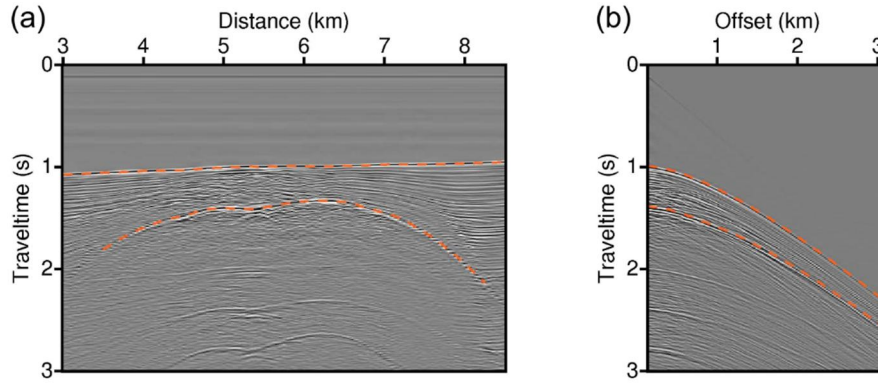 (a)
Distance (km)
3 4 5 6 7 8
0
1
2
3
Traveltime (s)
(b)
Offset (km)
1 2 3
0
1
2
3
Traveltime (s)